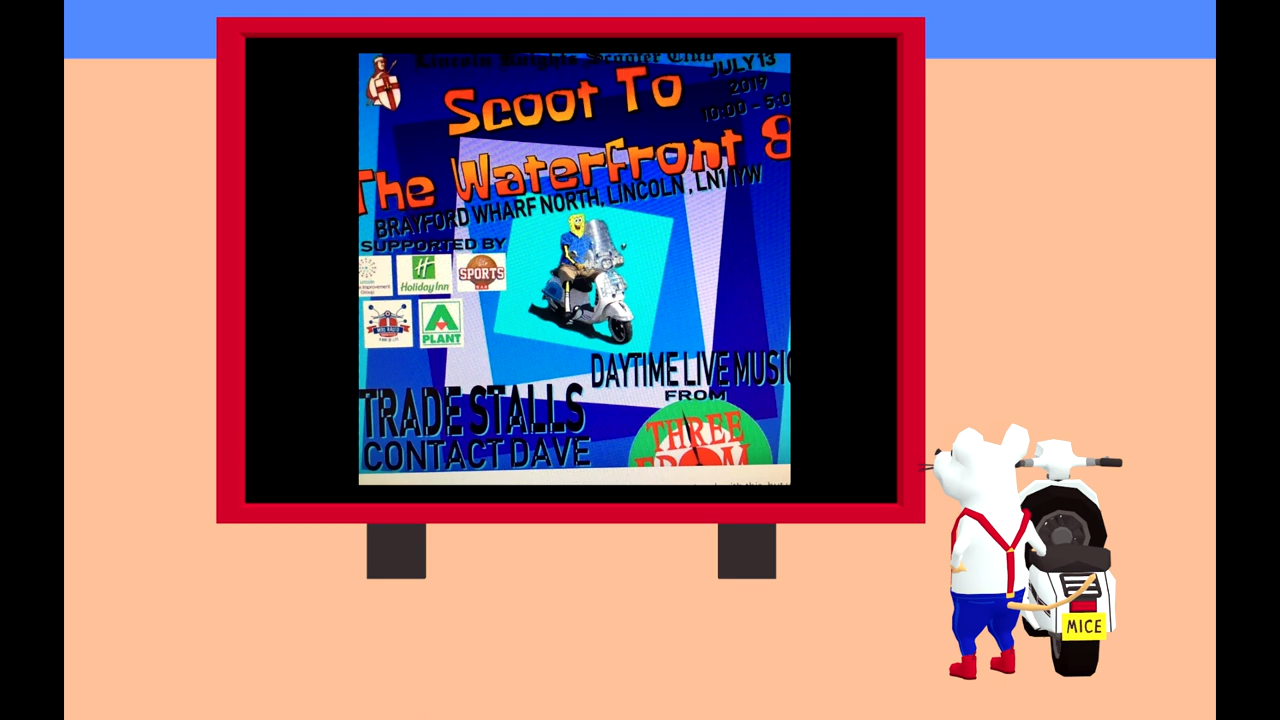 Lincoln Knights Scooter Club
JULY 13
2019
10:00 - 5:0
Scoot To
The Waterfront 8
BRAYFORD WHARF NORTH, LINCOLN , LN1 1YW
SUPPORTED BY
Holiday Inn
SPORTS
BAR
A
PLANT
DAYTIME LIVE MUSIC
FROM
THREE
FROM
TRADE STALLS
CONTACT DAVE
MICE